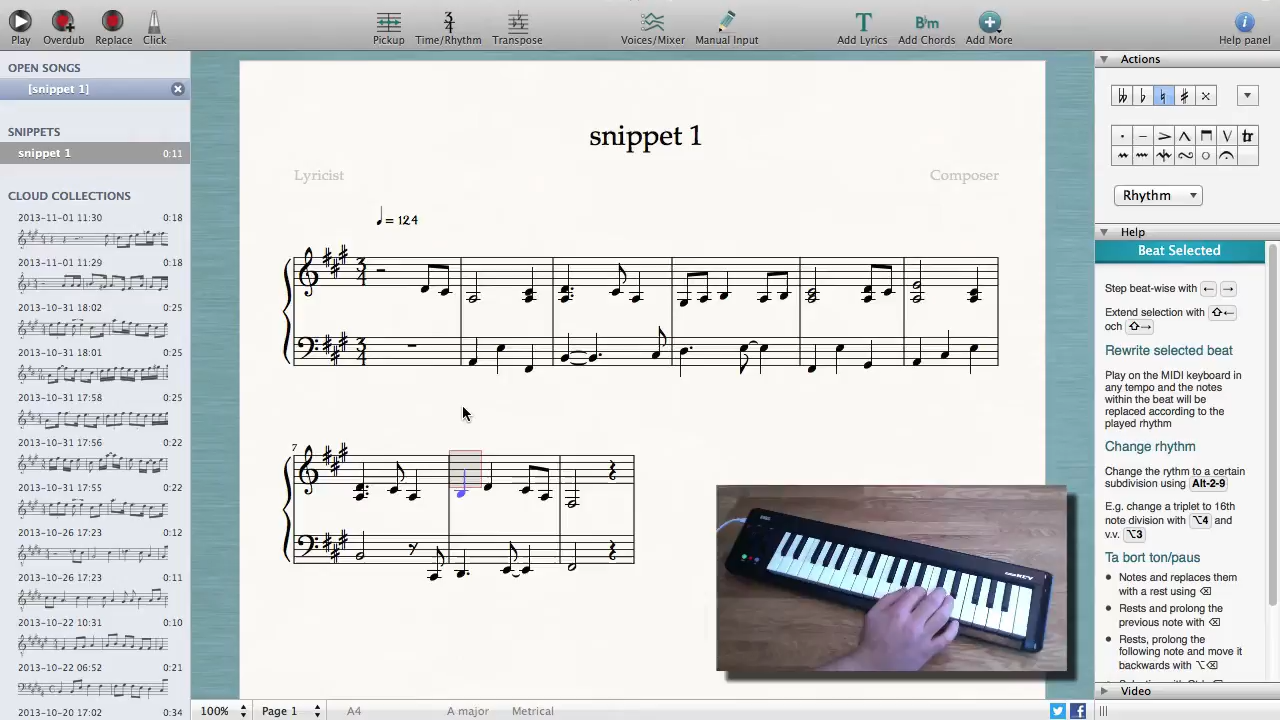 Play
Overdub
Replace
Click
Pickup
Time/Rhythm
Transpose
Voices/Mixer
Manual Input
T
Add Lyrics
B♭m
Add Chords
Add More
Help panel
OPEN SONGS
[snippet 1]
SNIPPETS
snippet 1 0:11
CLOUD COLLECTIONS
2013-11-01 11:30 0:18
2013-11-01 11:29 0:18
2013-10-31 18:02 0:25
2013-10-31 18:01 0:25
2013-10-31 17:58 0:25
2013-10-31 17:56 0:22
2013-10-31 17:55 0:22
2013-10-26 17:23 0:12
2013-10-26 17:23 0:11
2013-10-22 10:31 0:10
2013-10-22 06:52 0:21
2013-10-20 17:02 0:34
snippet 1
Lyricist Composer
= 124
3
4
3
4
7
Actions
tr
Rhythm
Help
Beat Selected
Step beat-wise with ← →
Extend selection with ⇧←
och ⇧→
Rewrite selected beat
Play on the MIDI keyboard in
any tempo and the notes
within the beat will be
replaced according to the
played rhythm
Change rhythm
Change the rythm to a certain
subdivision using Alt-2-9
E.g. change a triplet to 16th
note division with ⌥4 and
v.v. ⌥3
Ta bort ton/paus
• Notes and replaces them
with a rest using ⌫
• Rests and prolong the
previous note with ⌫
• Rests, prolong the
following note and move it
backwards with ⌥⌫
Video
100% Page 1 A4 A major Metrical